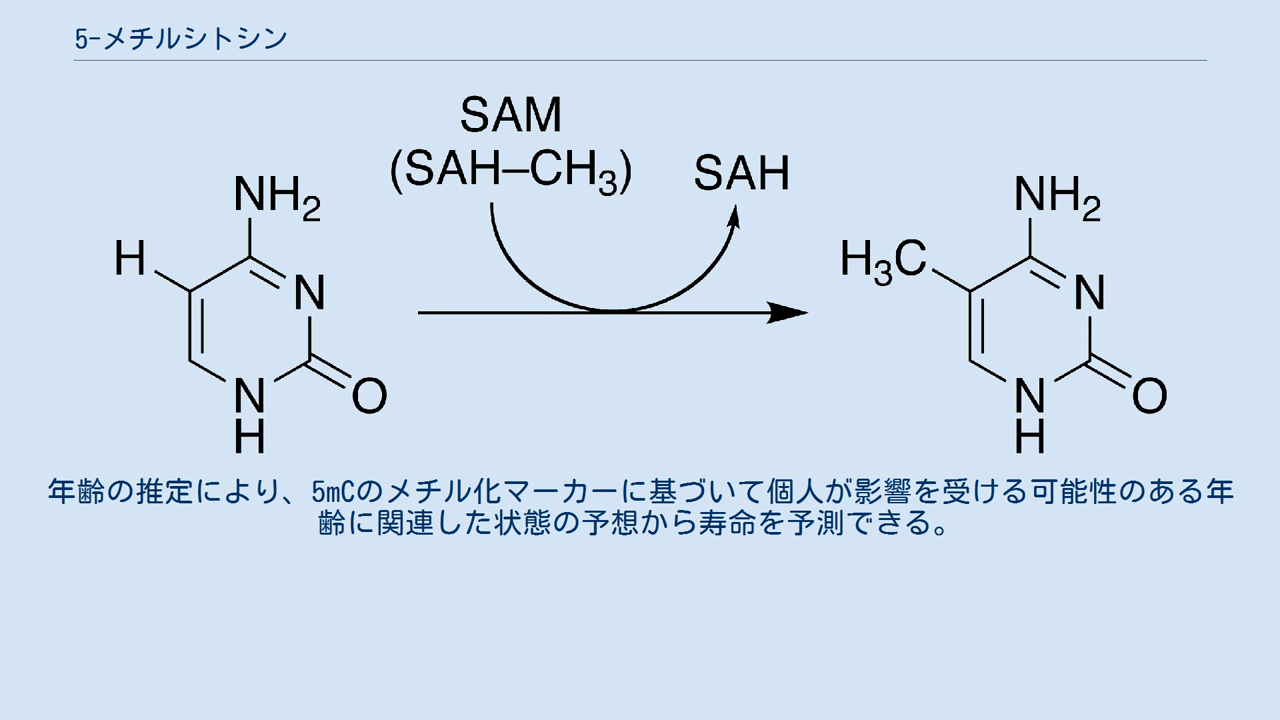 5-メチルシトシン
SAM
(SAH–CH₃)
SAH
NH₂
H
N
N
H
O
NH₂
H₃C
N
N
H
O
年齢の推定により、5mCのメチル化マーカーに基づいて個人が影響を受ける可能性のある年
齢に関連した状態の予想から寿命を予測できる。